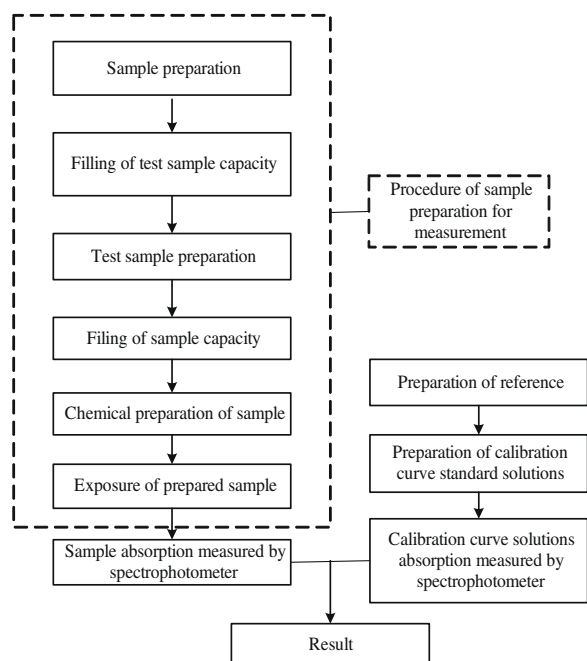 Sample preparation
Filling of test sample capacity
Test sample preparation
Filing of sample capacity
Chemical preparation of sample
Exposure of prepared sample
Sample absorption measured by
spectrophotometer
Procedure of sample
preparation for
measurement
Preparation of reference
Preparation of calibration
curve standard solutions
Calibration curve solutions
absorption measured by
spectrophotometer
Result